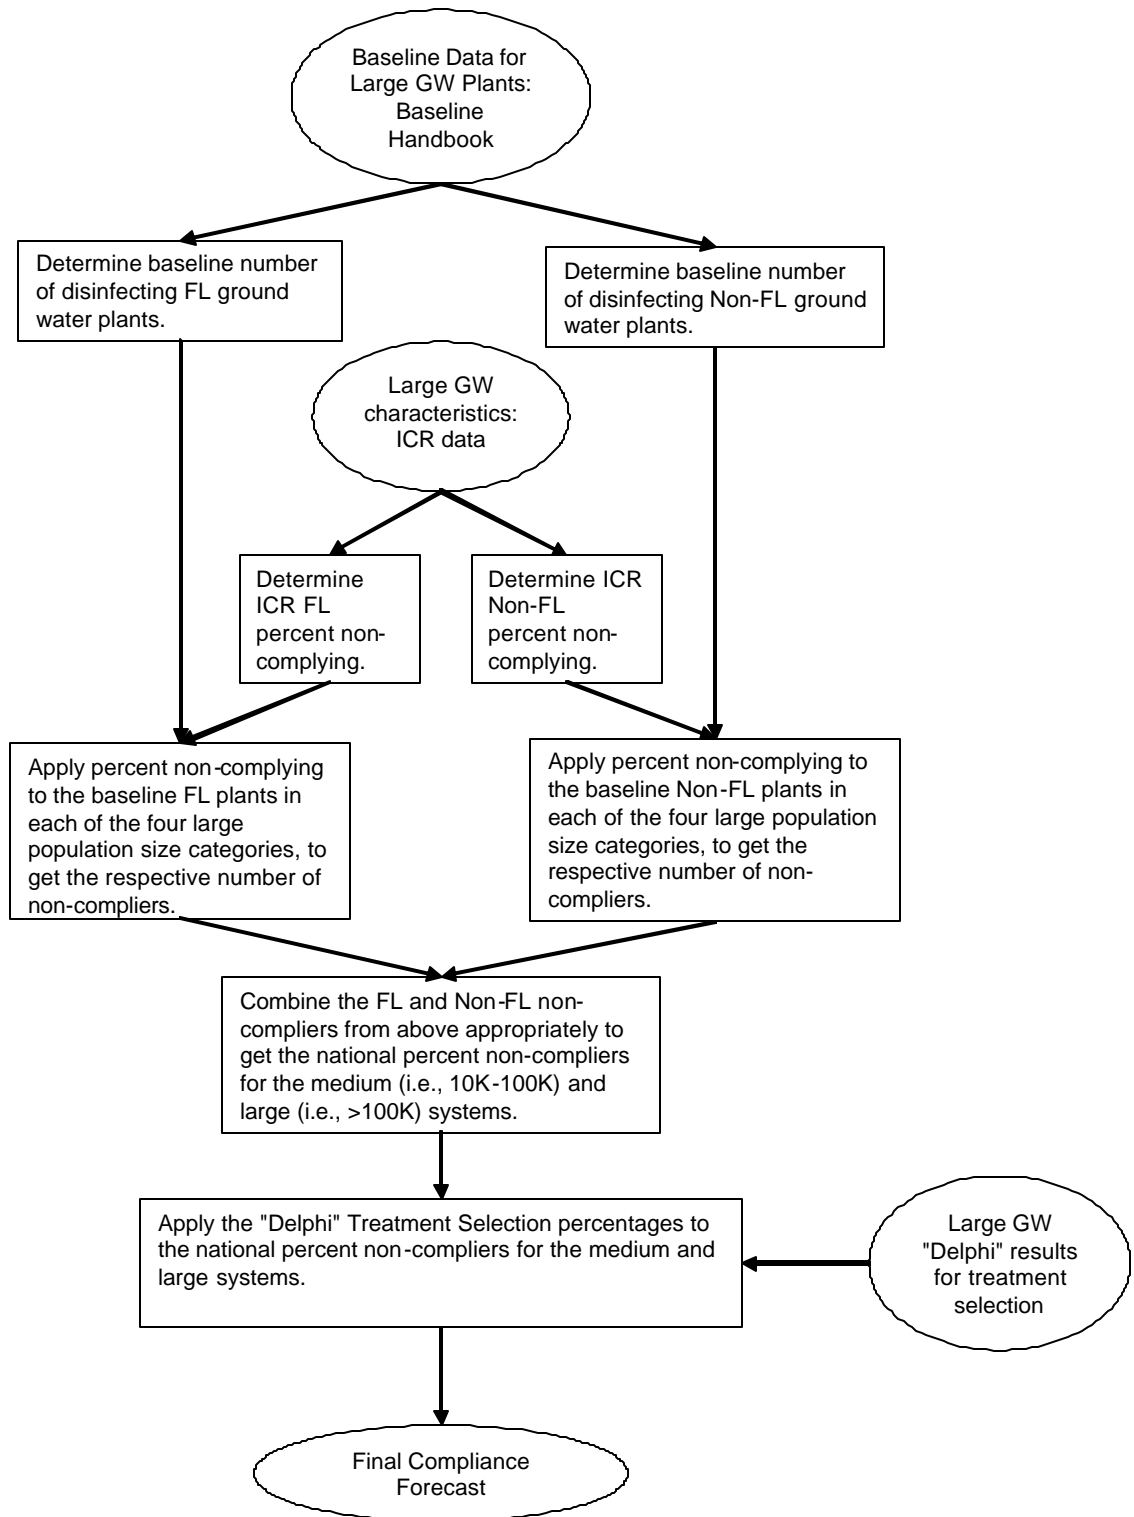 Baseline Data for
Large GW Plants:
Baseline
Handbook
Determine baseline number
of disinfecting FL ground
water plants.
Determine baseline number
of disinfecting Non-FL ground
water plants.
Large GW
characteristics:
ICR data
Determine
ICR FL
percent non-
complying.
Determine ICR
Non-FL
percent non-
complying.
Apply percent non-complying
to the baseline FL plants in
each of the four large
population size categories, to
get the respective number of
non-compliers.
Apply percent non-complying to
the baseline Non-FL plants in
each of the four large population
size categories, to get the
respective number of non-
compliers.
Combine the FL and Non-FL non-
compliers from above appropriately to
get the national percent non-compliers
for the medium (i.e., 10K-100K) and
large (i.e., >100K) systems.
Apply the "Delphi" Treatment Selection percentages to
the national percent non-compliers for the medium and
large systems.
Large GW
"Delphi" results
for treatment
selection
Final Compliance
Forecast